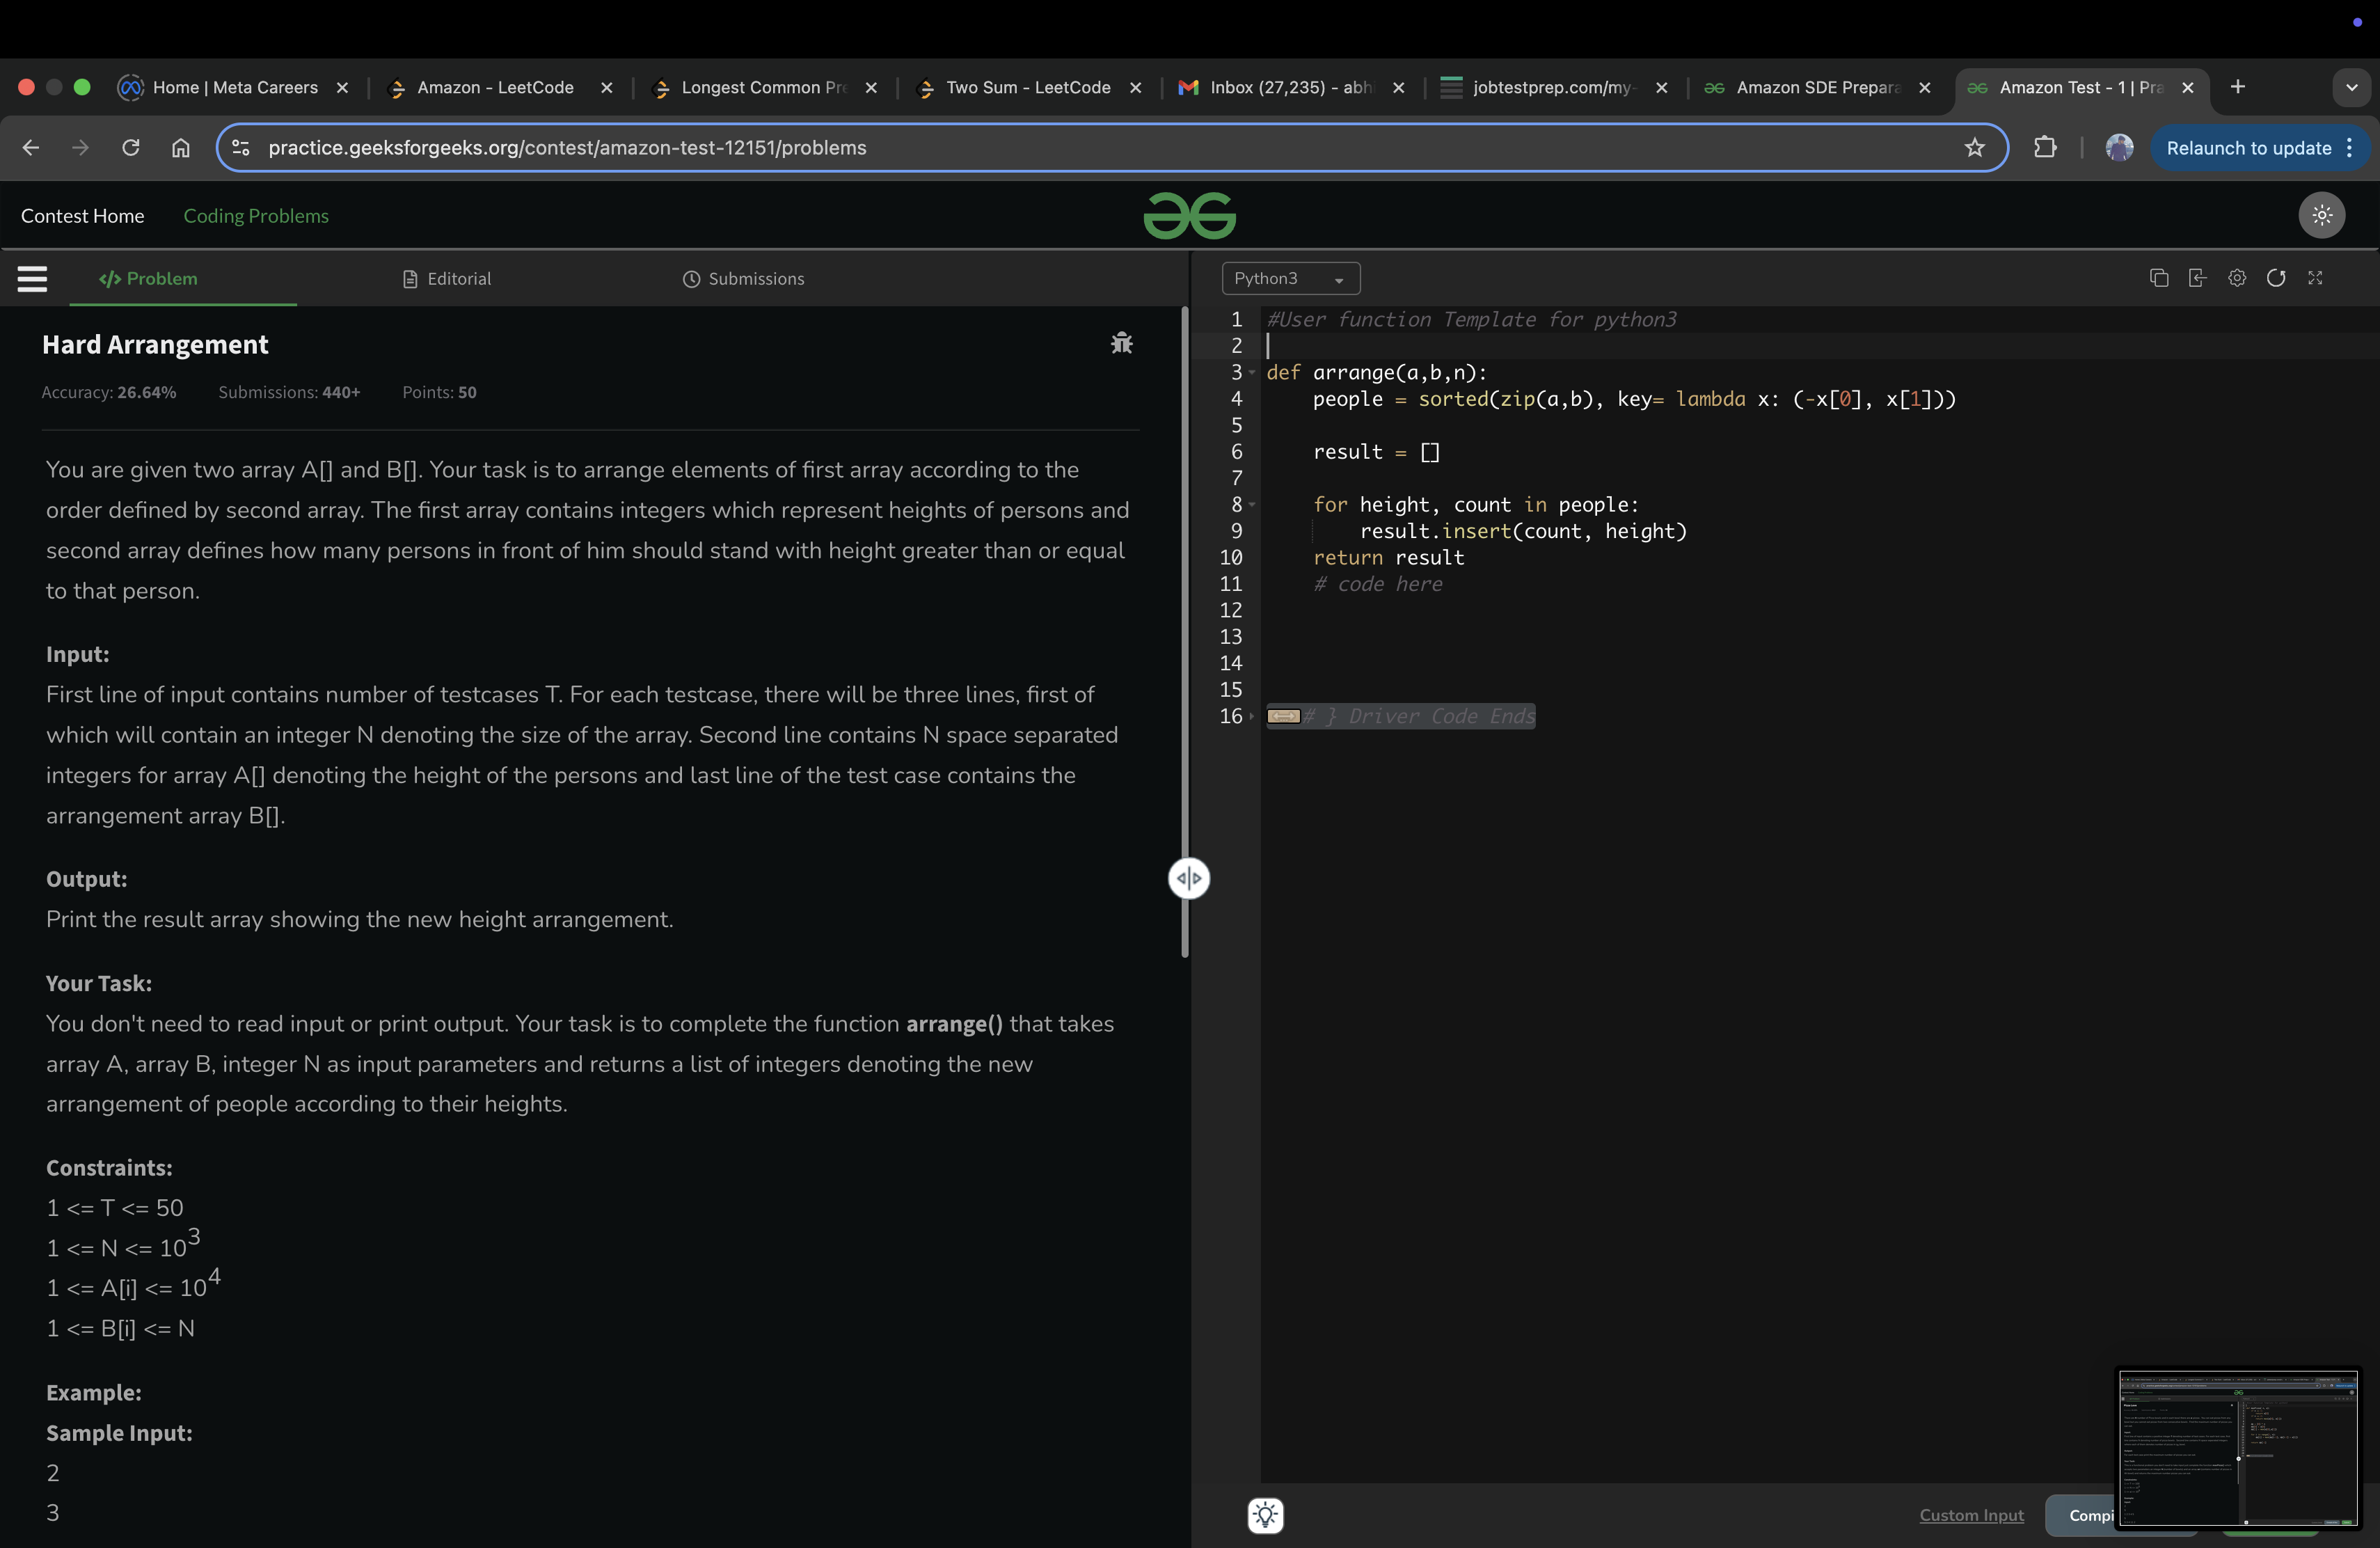 Home | Meta Careers
Amazon - LeetCode
Longest Common Pre
Two Sum - LeetCode
Inbox (27,235) - abhi
jobtestprep.com/my-
Amazon SDE Prepara
Amazon Test - 1 | Pra
practice.geeksforgeeks.org/contest/amazon-test-12151/problems
Relaunch to update
Contest Home
Coding Problems
</> Problem
Editorial
Submissions
Hard Arrangement
Accuracy: 26.64% Submissions: 440+ Points: 50
You are given two array A[] and B[]. Your task is to arrange elements of first array according to the
order defined by second array. The first array contains integers which represent heights of persons and
second array defines how many persons in front of him should stand with height greater than or equal
to that person.
Input:
First line of input contains number of testcases T. For each testcase, there will be three lines, first of
which will contain an integer N denoting the size of the array. Second line contains N space separated
integers for array A[] denoting the height of the persons and last line of the test case contains the
arrangement array B[].
Output:
Print the result array showing the new height arrangement.
Your Task:
You don't need to read input or print output. Your task is to complete the function arrange() that takes
array A, array B, integer N as input parameters and returns a list of integers denoting the new
arrangement of people according to their heights.
Constraints:
1 <= T <= 50
1 <= N <= 10^3
1 <= A[i] <= 10^4
1 <= B[i] <= N
Example:
Sample Input:
2
3
Python3
1 #User function Template for python3
2
3 def arrange(a,b,n):
4     people = sorted(zip(a,b), key= lambda x: (-x[0], x[1]))
5
6     result = []
7
8     for height, count in people:
9         result.insert(count, height)
10     return result
11     # code here
12
13
14
15
16 # } Driver Code Ends
Custom Input
Compi